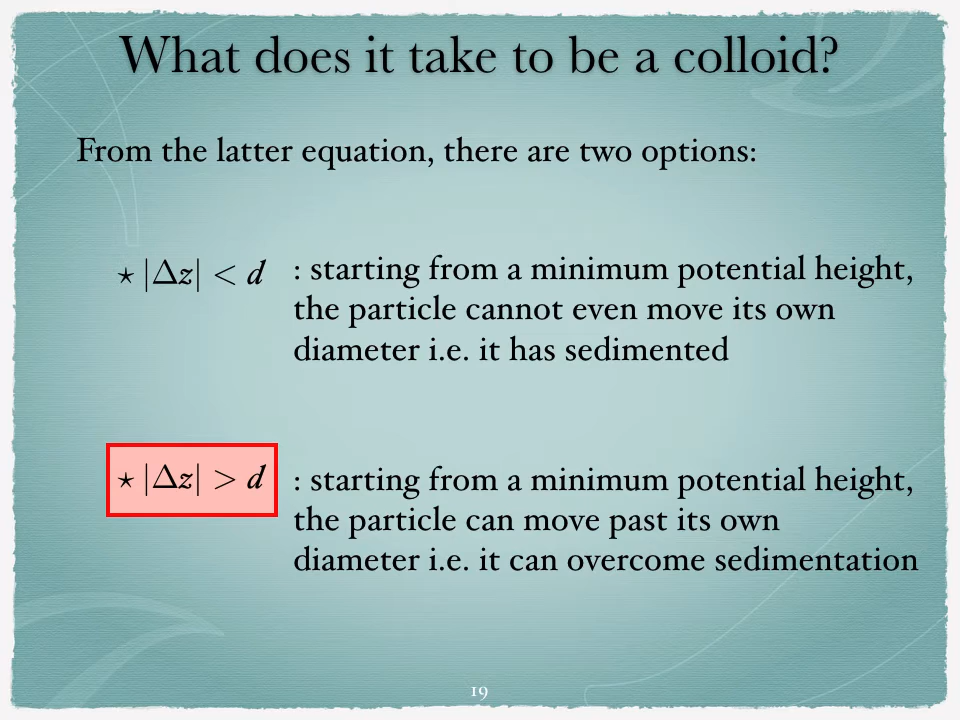 What does it take to be a colloid?
From the latter equation, there are two options:
⋆ |Δz| < d : starting from a minimum potential height,
the particle cannot even move its own
diameter i.e. it has sedimented
⋆ |Δz| > d : starting from a minimum potential height,
the particle can move past its own
diameter i.e. it can overcome sedimentation
19